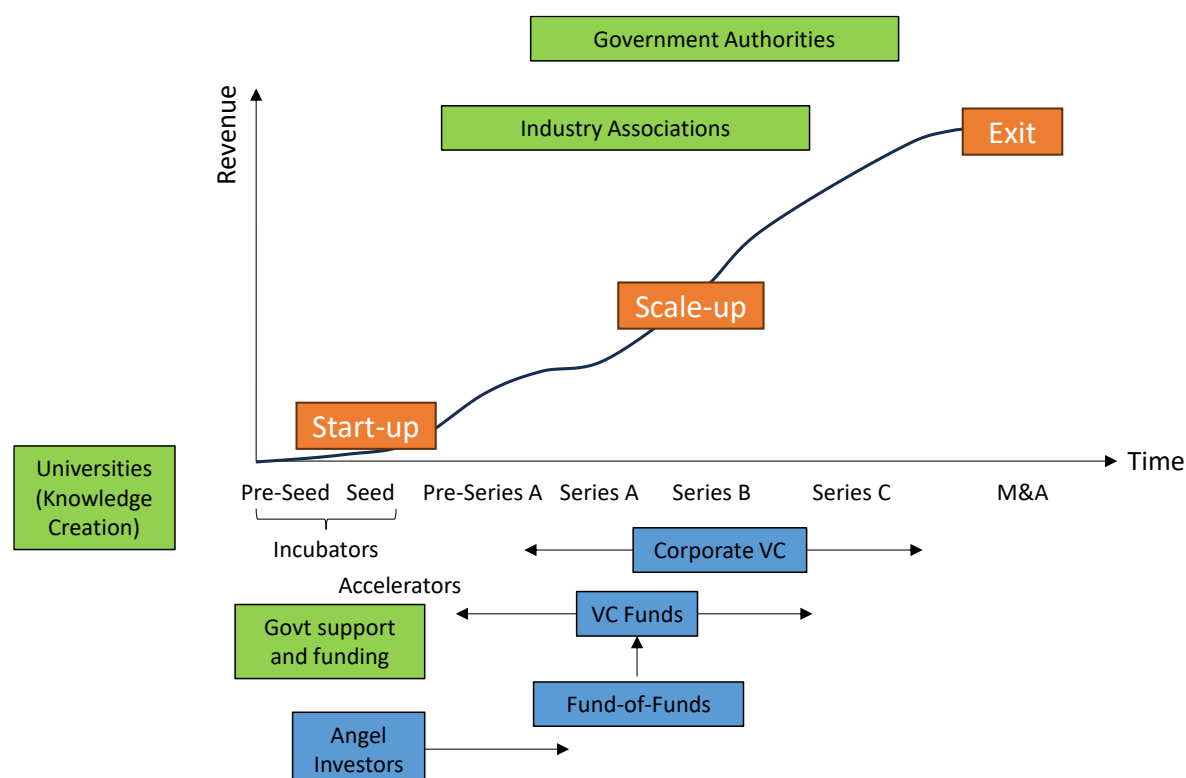 Government Authorities
Revenue
Industry Associations
Exit
Scale-up
Start-up
Time
Universities
(Knowledge
Creation)
Pre-Seed Seed Pre-Series A Series A Series B Series C M&A
Incubators
Corporate VC
Accelerators
VC Funds
Govt support
and funding
Fund-of-Funds
Angel
Investors